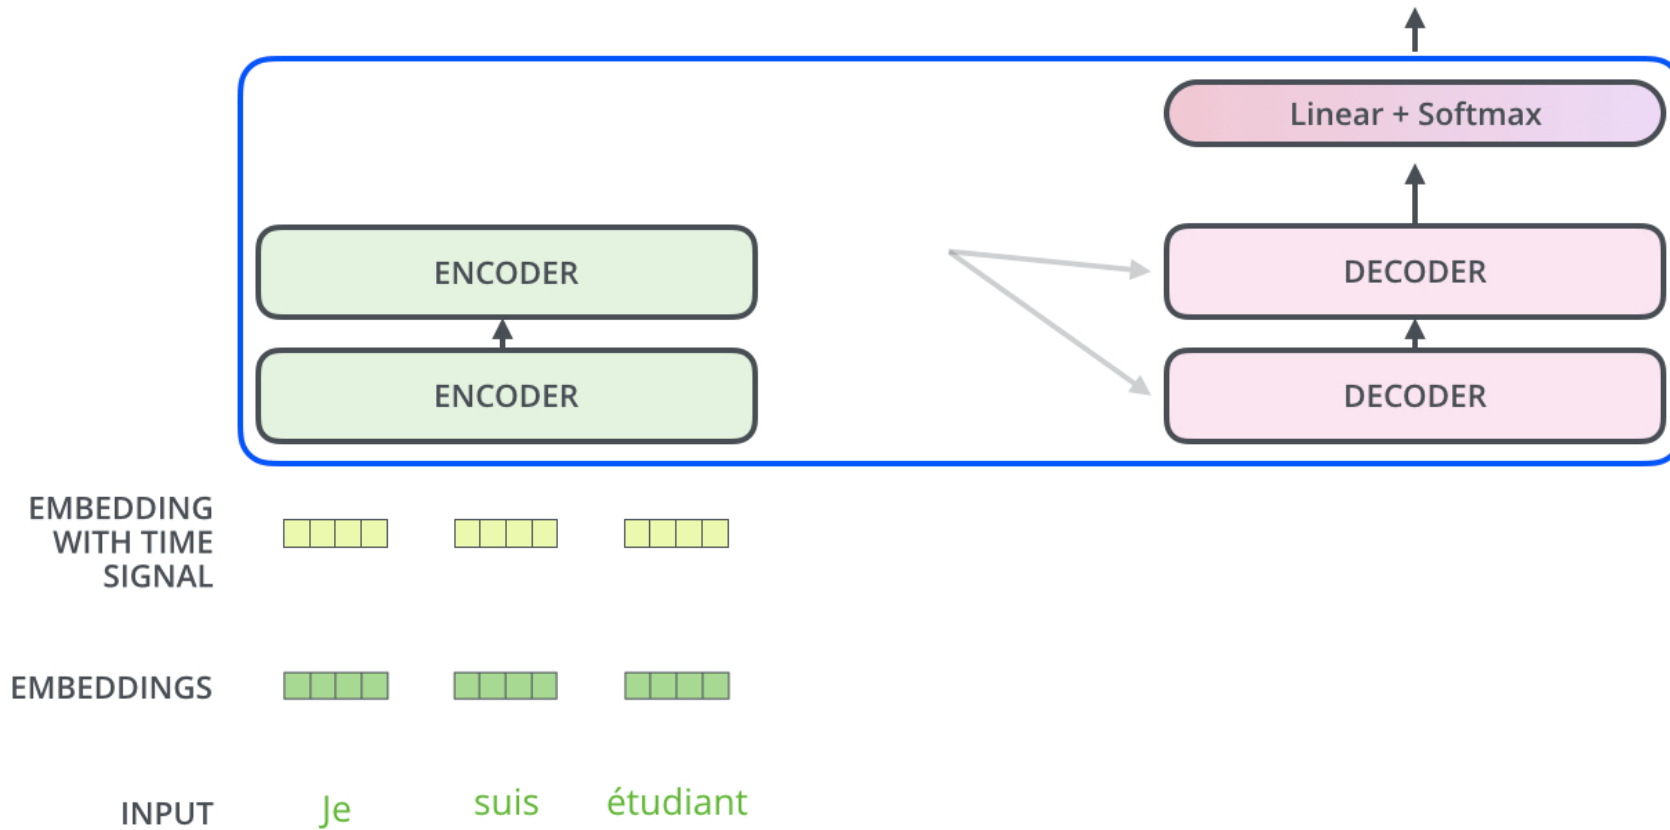 Linear + Softmax
ENCODER
DECODER
ENCODER
DECODER
EMBEDDING
WITH TIME
SIGNAL
EMBEDDINGS
INPUT Je suis étudiant